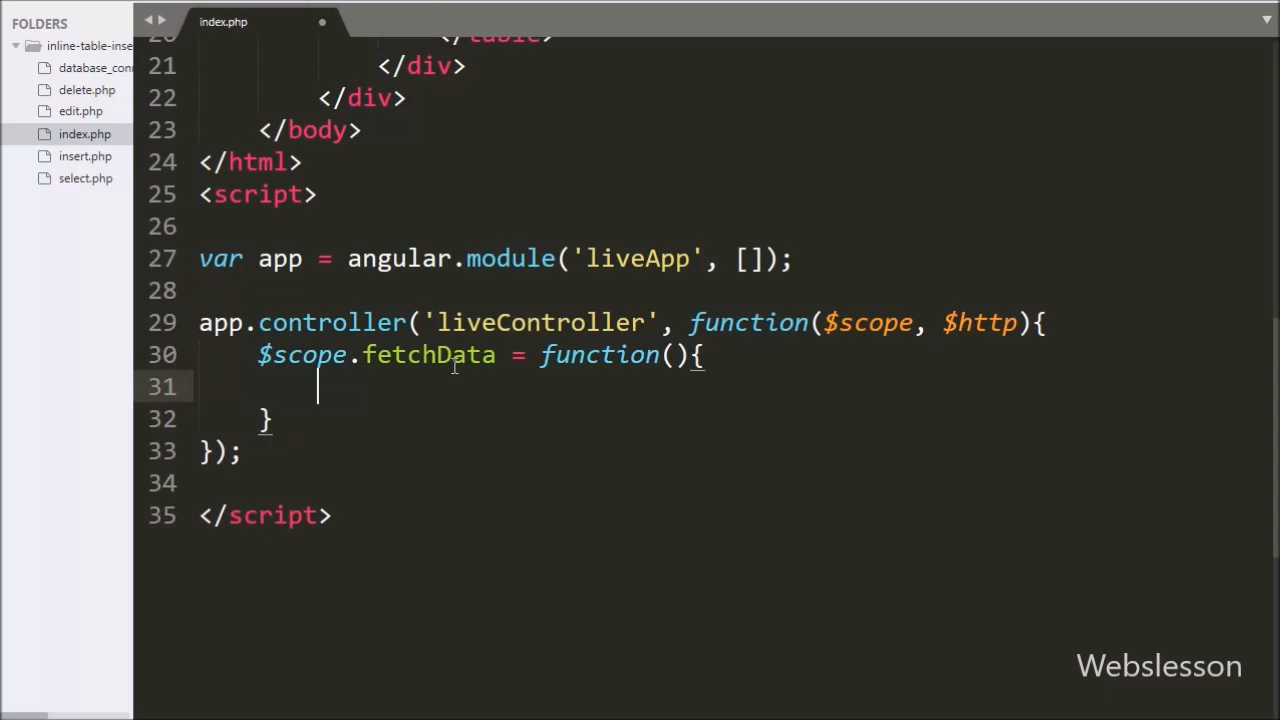 FOLDERS
inline-table-inse
database_con
delete.php
edit.php
index.php
insert.php
select.php
index.php
20 </table>
21 </div>
22 </div>
23 </body>
24 </html>
25 <script>
26
27 var app = angular.module('liveApp', []);
28
29 app.controller('liveController', function($scope, $http){
30 $scope.fetchData = function(){
31
32 }
33 });
34
35 </script>
Webslesson